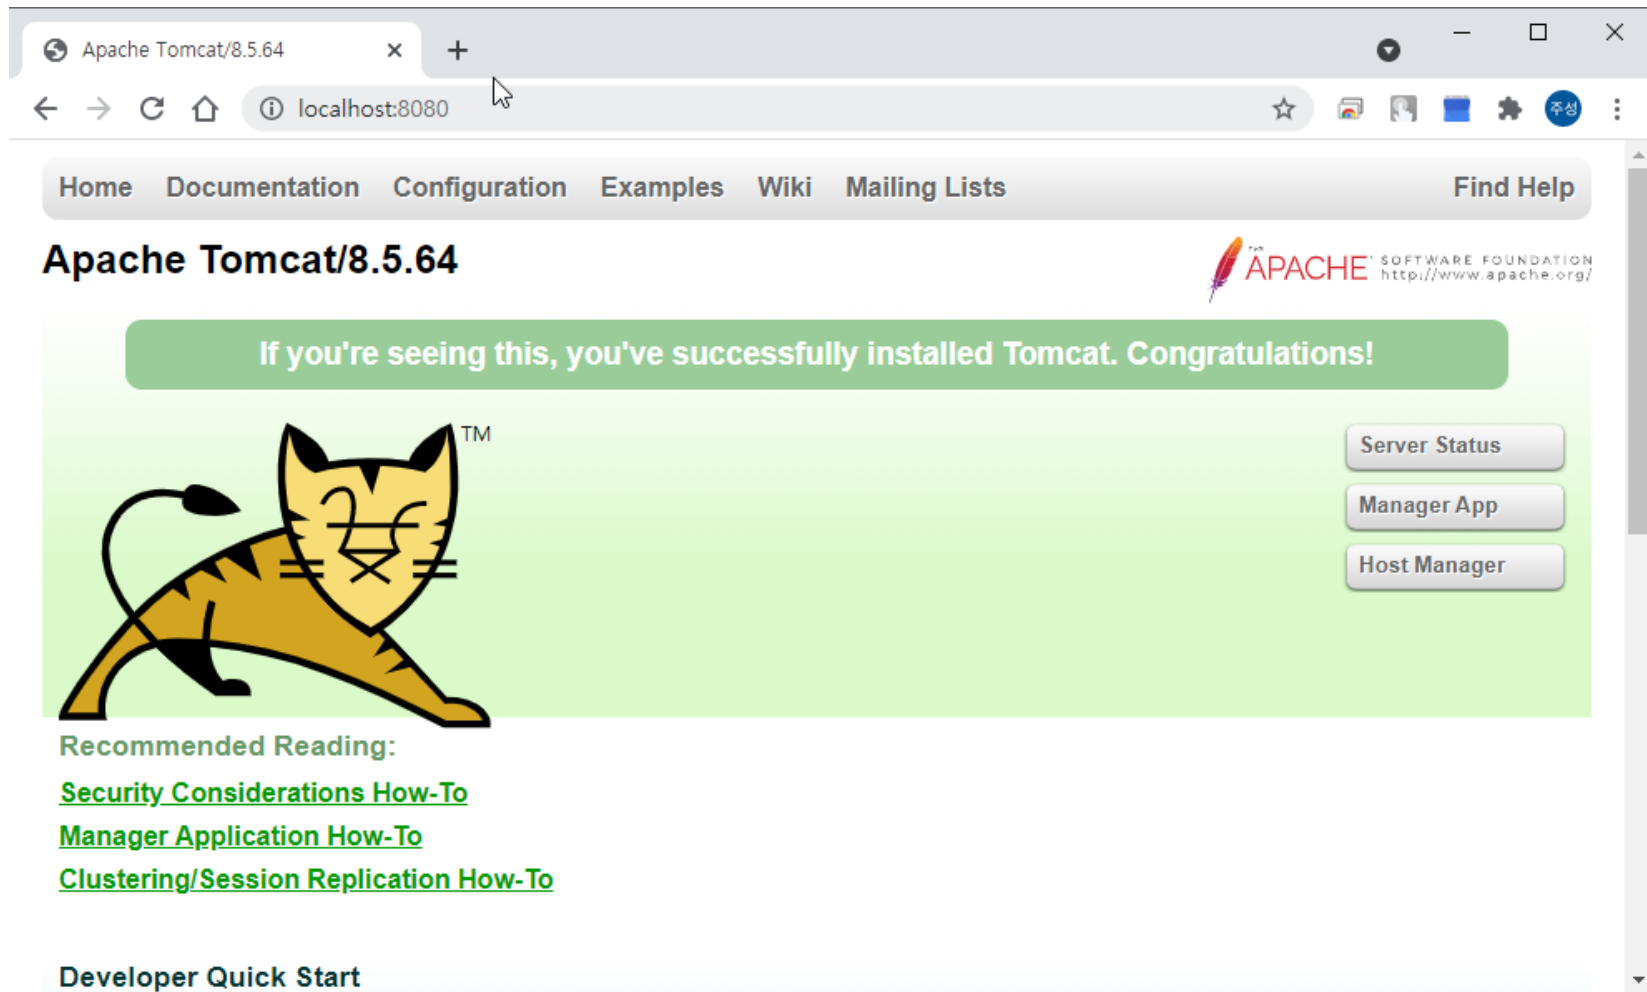 Apache Tomcat/8.5.64
localhost:8080
주성
Home Documentation Configuration Examples Wiki Mailing Lists Find Help
Apache Tomcat/8.5.64
THE
APACHE SOFTWARE FOUNDATION
http://www.apache.org/
If you're seeing this, you've successfully installed Tomcat. Congratulations!
TM
Server Status
Manager App
Host Manager
Recommended Reading:
Security Considerations How-To
Manager Application How-To
Clustering/Session Replication How-To
Developer Quick Start